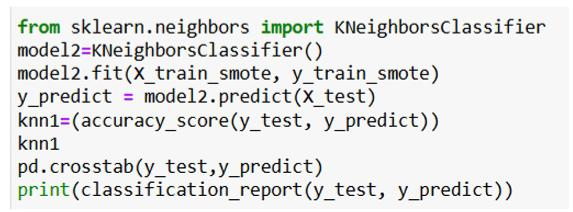 from sklearn.neighbors import KNeighborsClassifier
model2=KNeighborsClassifier()
model2.fit(X_train_smote, y_train_smote)
y_predict = model2.predict(X_test)
knn1=(accuracy_score(y_test, y_predict))
knn1
pd.crosstab(y_test,y_predict)
print(classification_report(y_test, y_predict))